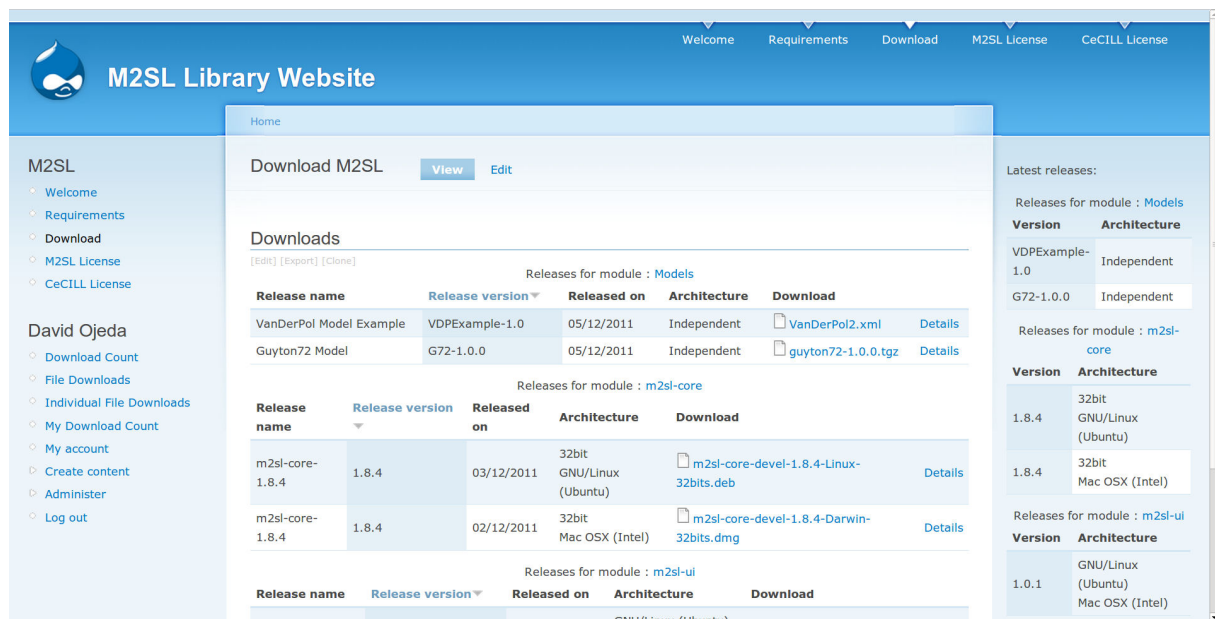 Welcome Requirements Download M2SL License CeCILL License
M2SL Library Website
Home
M2SL
Welcome
Requirements
Download
M2SL License
CeCILL License
David Ojeda
Download Count
File Downloads
Individual File Downloads
My Download Count
My account
Create content
Administer
Log out
Download M2SL View Edit
Downloads
[Edit] [Export] [Clone]
Releases for module : Models
Release name Release version Released on Architecture Download
VanDerPol Model Example VDPExample-1.0 05/12/2011 Independent VanDerPol2.xml Details
Guyton72 Model G72-1.0.0 05/12/2011 Independent guyton72-1.0.0.tgz Details
Releases for module : m2sl-core
Release name Release version Released on Architecture Download
m2sl-core-1.8.4 1.8.4 03/12/2011 32bit GNU/Linux (Ubuntu) m2sl-core-devel-1.8.4-Linux-32bits.deb Details
m2sl-core-1.8.4 1.8.4 02/12/2011 32bit Mac OSX (Intel) m2sl-core-devel-1.8.4-Darwin-32bits.dmg Details
Releases for module : m2sl-ui
Release name Release version Released on Architecture Download
Latest releases:
Releases for module : Models
Version Architecture
VDPExample-1.0 Independent
G72-1.0.0 Independent
Releases for module : m2sl-core
Version Architecture
1.8.4 32bit GNU/Linux (Ubuntu)
1.8.4 32bit Mac OSX (Intel)
Releases for module : m2sl-ui
Version Architecture
1.0.1 GNU/Linux (Ubuntu) Mac OSX (Intel)